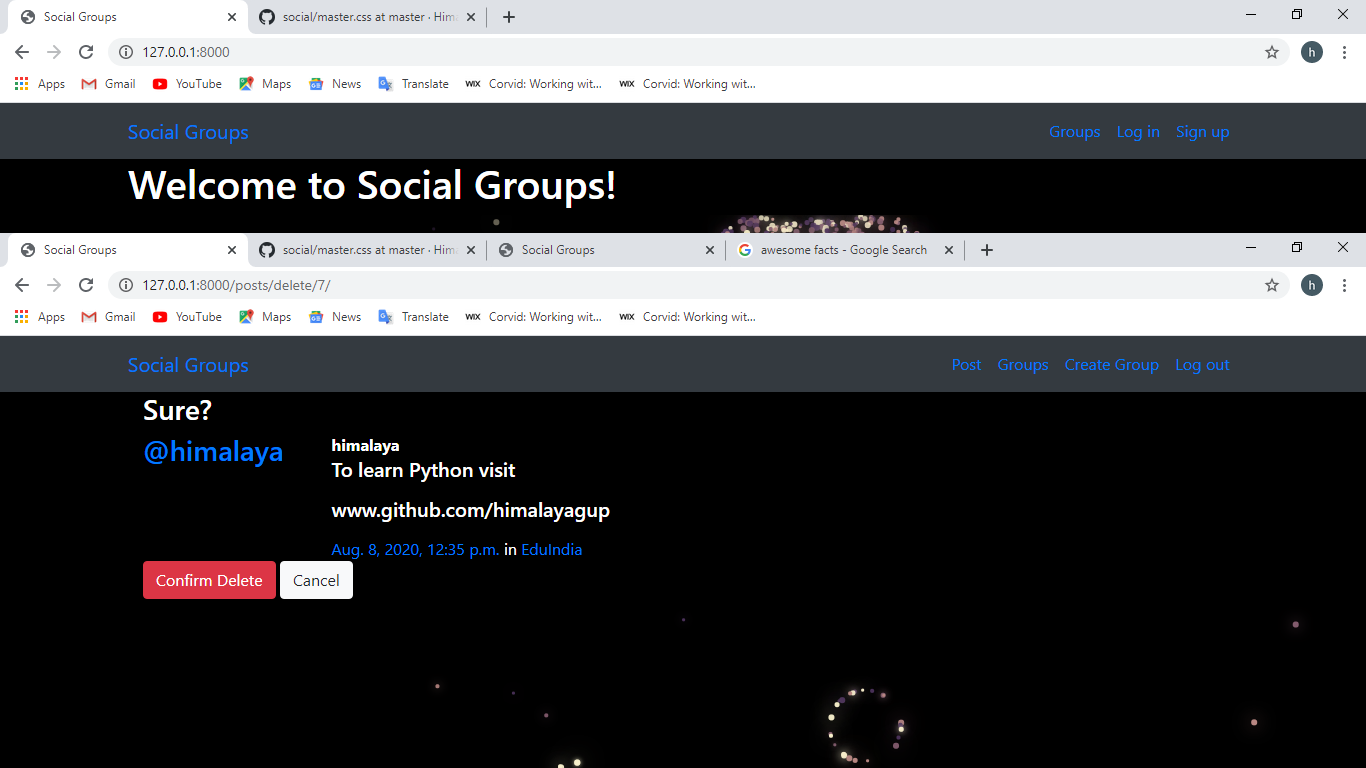 Social Groups social/master.css at master · Him
127.0.0.1:8000 h
Apps Gmail YouTube Maps News Translate WIX Corvid: Working wit... WIX Corvid: Working wit...
Social Groups Groups Log in Sign up
Welcome to Social Groups!
Social Groups social/master.css at master · Him Social Groups awesome facts - Google Search
127.0.0.1:8000/posts/delete/7/ h
Apps Gmail YouTube Maps News Translate WIX Corvid: Working wit... WIX Corvid: Working wit...
Social Groups Post Groups Create Group Log out
Sure?
@himalaya himalaya
To learn Python visit
www.github.com/himalayagup
Aug. 8, 2020, 12:35 p.m. in EduIndia
Confirm Delete Cancel